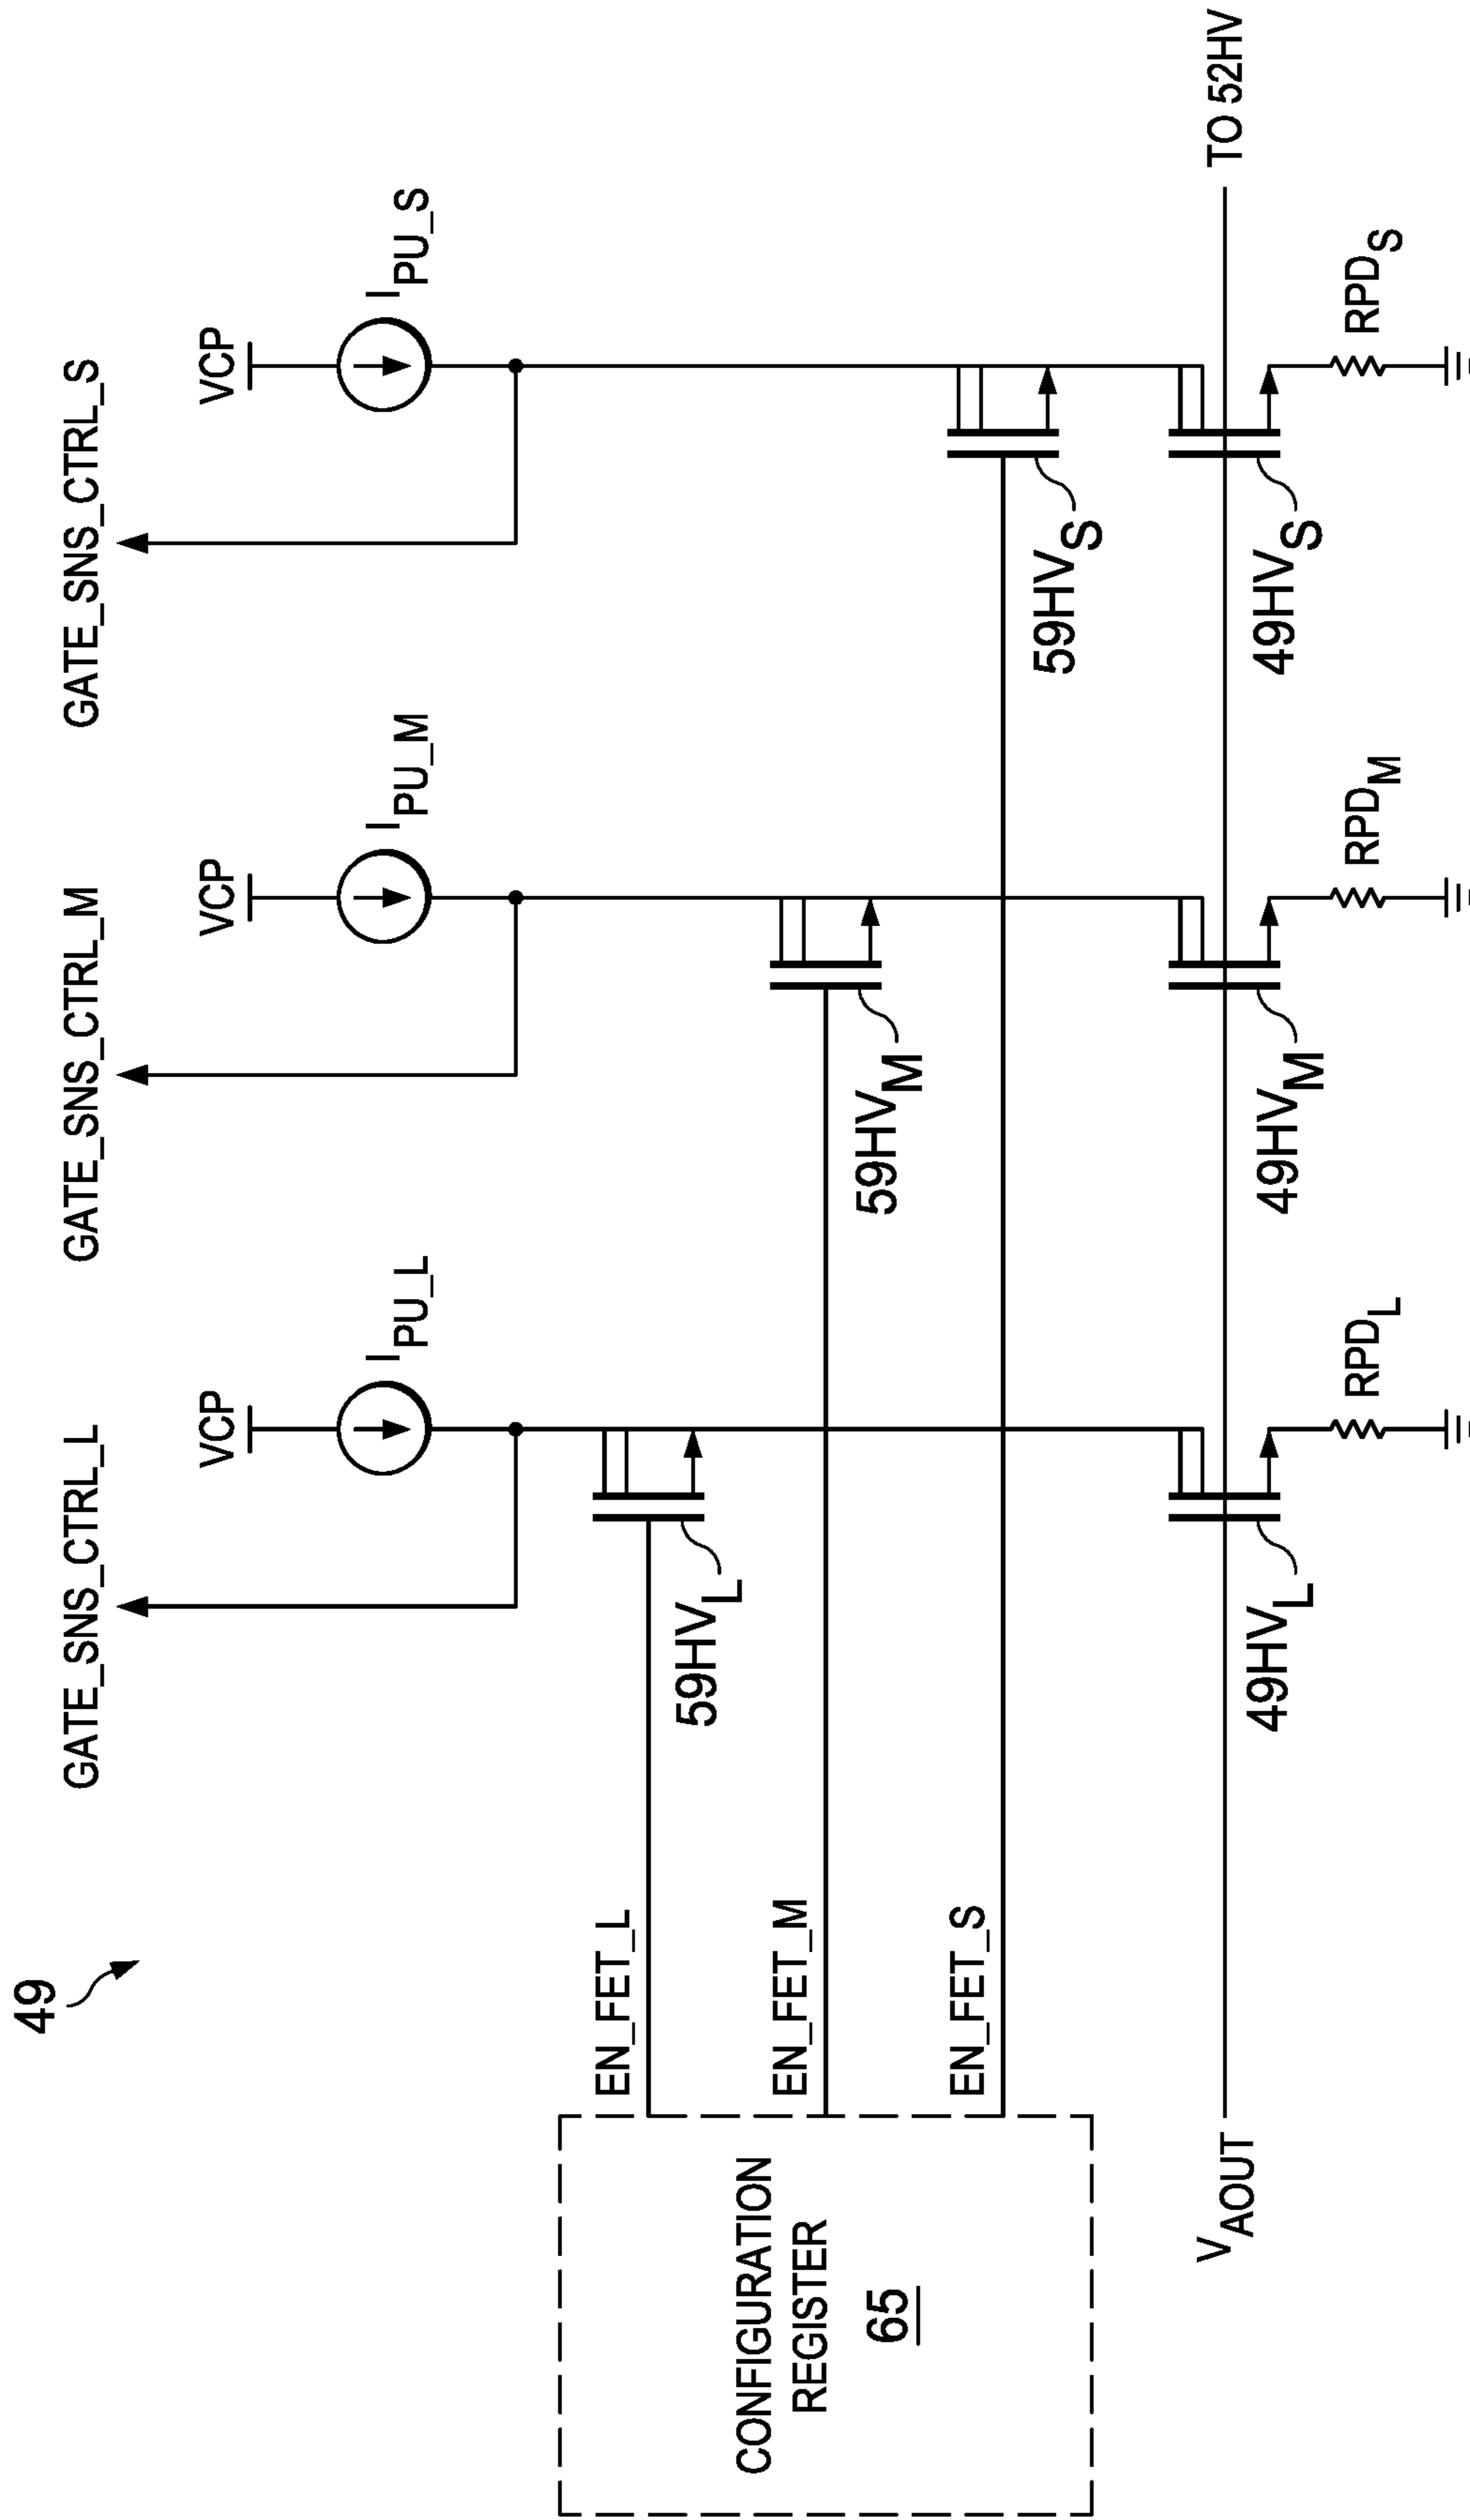 49
GATE_SNS_CTRL_L
GATE_SNS_CTRL_M
GATE_SNS_CTRL_S
VCP
VCP
VCP
I_PU_L
I_PU_M
I_PU_S
EN_FET_L
EN_FET_M
EN_FET_S
CONFIGURATION
REGISTER
65
59HV_L
59HV_M
59HV_S
V_AOUT
TO 52HV
49HV_L
49HV_M
49HV_S
RPD_L
RPD_M
RPD_S